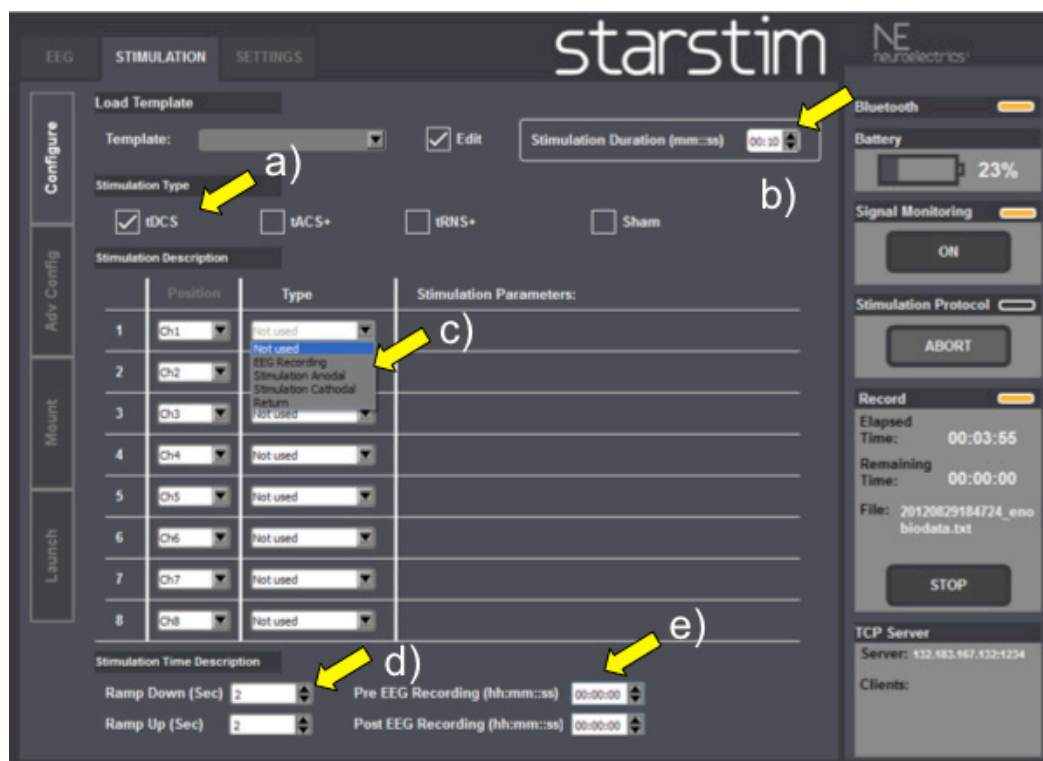 starstim
NE
neuroelectrics
EEG STIMULATION SETTINGS
Configure
Adv Config
Mount
Launch
Load Template
Template: Edit Stimulation Duration (mm::ss) 00:10
a)
b)
Stimulation Type
tDCS tACS+ tRNS+ Sham
Stimulation Description
Position Type Stimulation Parameters:
1 Ch1 Not used
c)
Not used
EEG Recording
Stimulation Anodal
Stimulation Cathodal
Return
2 Ch2
3 Ch3 Not used
4 Ch4 Not used
5 Ch5 Not used
6 Ch6 Not used
7 Ch7 Not used
8 Ch8 Not used
Stimulation Time Description
d)
e)
Ramp Down (Sec) 2 Pre EEG Recording (hh:mm::ss) 00:00:00
Ramp Up (Sec) 2 Post EEG Recording (hh:mm::ss) 00:00:00
Bluetooth
Battery
23%
Signal Monitoring
ON
Stimulation Protocol
ABORT
Record
Elapsed
Time: 00:03:55
Remaining
Time: 00:00:00
File: 20120829184724_eno
biodata.txt
STOP
TCP Server
Server: 132.183.167.132:1234
Clients: